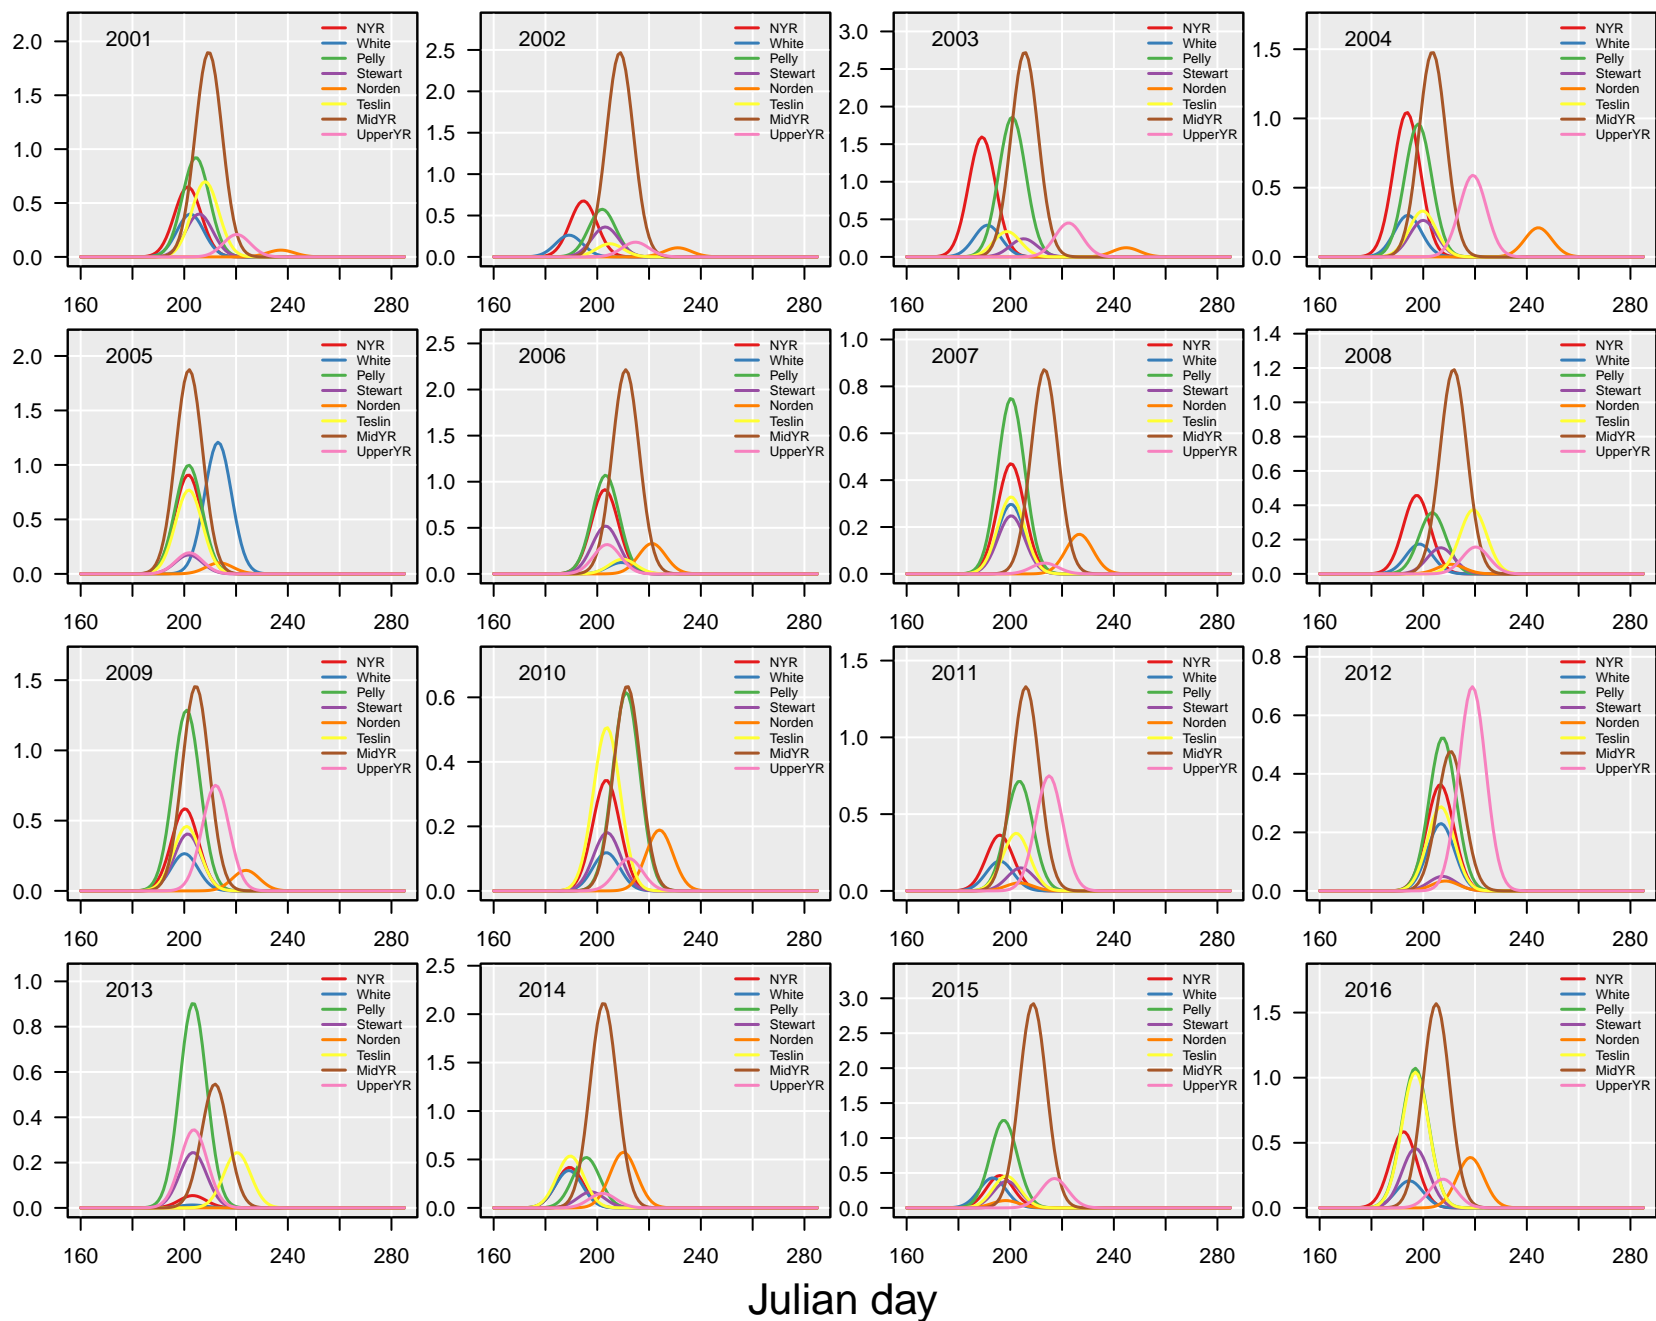 2001
NYR
White
Pelly
Stewart
Norden
Teslin
MidYR
UpperYR
2.0
1.5
1.0
0.5
0.0
160 200 240 280
2002
NYR
White
Pelly
Stewart
Norden
Teslin
MidYR
UpperYR
2.5
2.0
1.5
1.0
0.5
0.0
160 200 240 280
2003
NYR
White
Pelly
Stewart
Norden
Teslin
MidYR
UpperYR
3.0
2.5
2.0
1.5
1.0
0.5
0.0
160 200 240 280
2004
NYR
White
Pelly
Stewart
Norden
Teslin
MidYR
UpperYR
1.5
1.0
0.5
0.0
160 200 240 280
2005
NYR
White
Pelly
Stewart
Norden
Teslin
MidYR
UpperYR
2.0
1.5
1.0
0.5
0.0
160 200 240 280
2006
NYR
White
Pelly
Stewart
Norden
Teslin
MidYR
UpperYR
2.5
2.0
1.5
1.0
0.5
0.0
160 200 240 280
2007
NYR
White
Pelly
Stewart
Norden
Teslin
MidYR
UpperYR
1.0
0.8
0.6
0.4
0.2
0.0
160 200 240 280
2008
NYR
White
Pelly
Stewart
Norden
Teslin
MidYR
UpperYR
1.4
1.2
1.0
0.8
0.6
0.4
0.2
0.0
160 200 240 280
2009
NYR
White
Pelly
Stewart
Norden
Teslin
MidYR
UpperYR
1.5
1.0
0.5
0.0
160 200 240 280
2010
NYR
White
Pelly
Stewart
Norden
Teslin
MidYR
UpperYR
0.6
0.4
0.2
0.0
160 200 240 280
2011
NYR
White
Pelly
Stewart
Norden
Teslin
MidYR
UpperYR
1.5
1.0
0.5
0.0
160 200 240 280
2012
NYR
White
Pelly
Stewart
Norden
Teslin
MidYR
UpperYR
0.8
0.6
0.4
0.2
0.0
160 200 240 280
2013
NYR
White
Pelly
Stewart
Norden
Teslin
MidYR
UpperYR
1.0
0.8
0.6
0.4
0.2
0.0
160 200 240 280
2014
NYR
White
Pelly
Stewart
Norden
Teslin
MidYR
UpperYR
2.5
2.0
1.5
1.0
0.5
0.0
160 200 240 280
2015
NYR
White
Pelly
Stewart
Norden
Teslin
MidYR
UpperYR
3.0
2.5
2.0
1.5
1.0
0.5
0.0
160 200 240 280
2016
NYR
White
Pelly
Stewart
Norden
Teslin
MidYR
UpperYR
1.5
1.0
0.5
0.0
160 200 240 280
Julian day